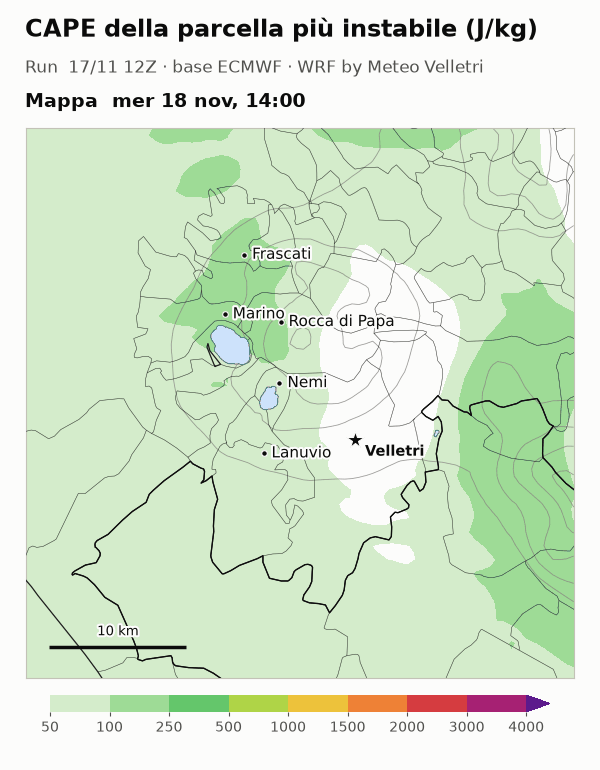 CAPE della parcella più instabile (J/kg)
Run  17/11 12Z · base ECMWF · WRF by Meteo Velletri
Mappa  mer 18 nov, 14:00
Frascati
Marino
Rocca di Papa
Nemi
Velletri
Lanuvio
10 km
50 100 250 500 1000 1500 2000 3000 4000